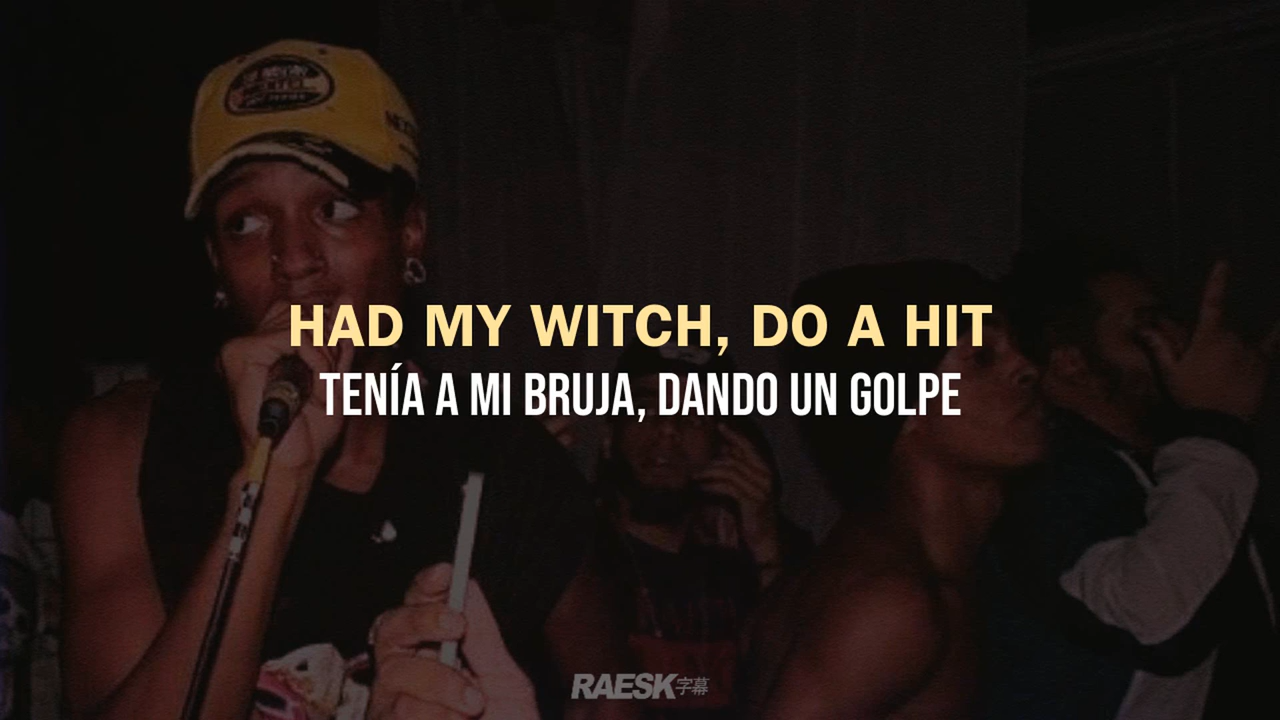 HAD MY WITCH, DO A HIT
TENÍA A MI BRUJA, DANDO UN GOLPE
RAESK字幕